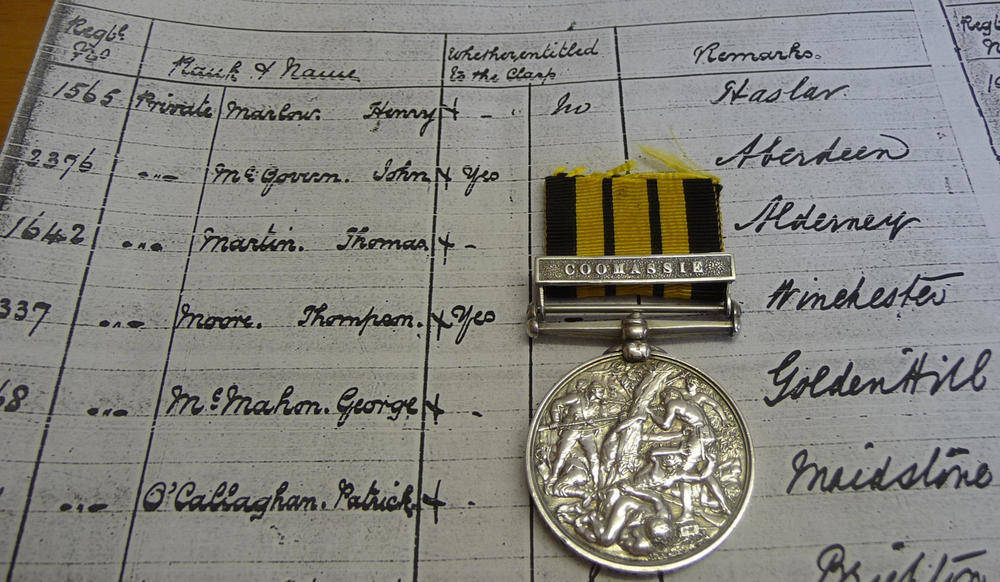 Regtl No Rank & Name Whether entitled to the Clasp Remarks.
1565 Private Marlow. Henry + - No Haslar
2376 " McGovern. John + Yes Aberdeen
1642 " Martin. Thomas + - Alderney
337 " Moore. Thompson. + Yes Winchester
COOMASSIE
68 " McMahon. George + - Golden Hill
" O'Callaghan. Patrick. + - Maidstone
Brighton
Regtl